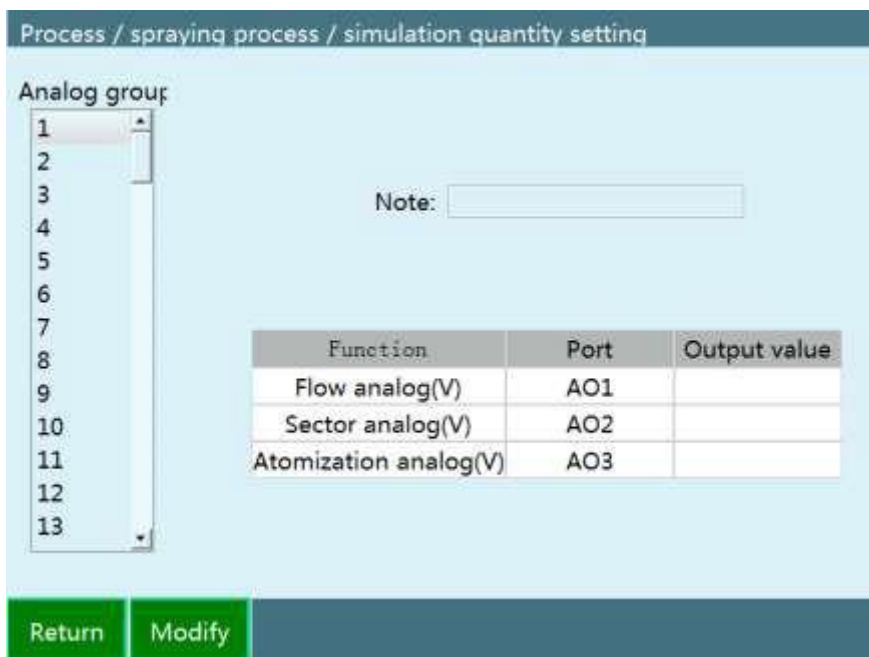 Process / spraying process / simulation quantity setting
Analog group
1
2
3
4
5
6
7
8
9
10
11
12
13
Note:
Function Port Output value
Flow analog(V) AO1
Sector analog(V) AO2
Atomization analog(V) AO3
Return Modify